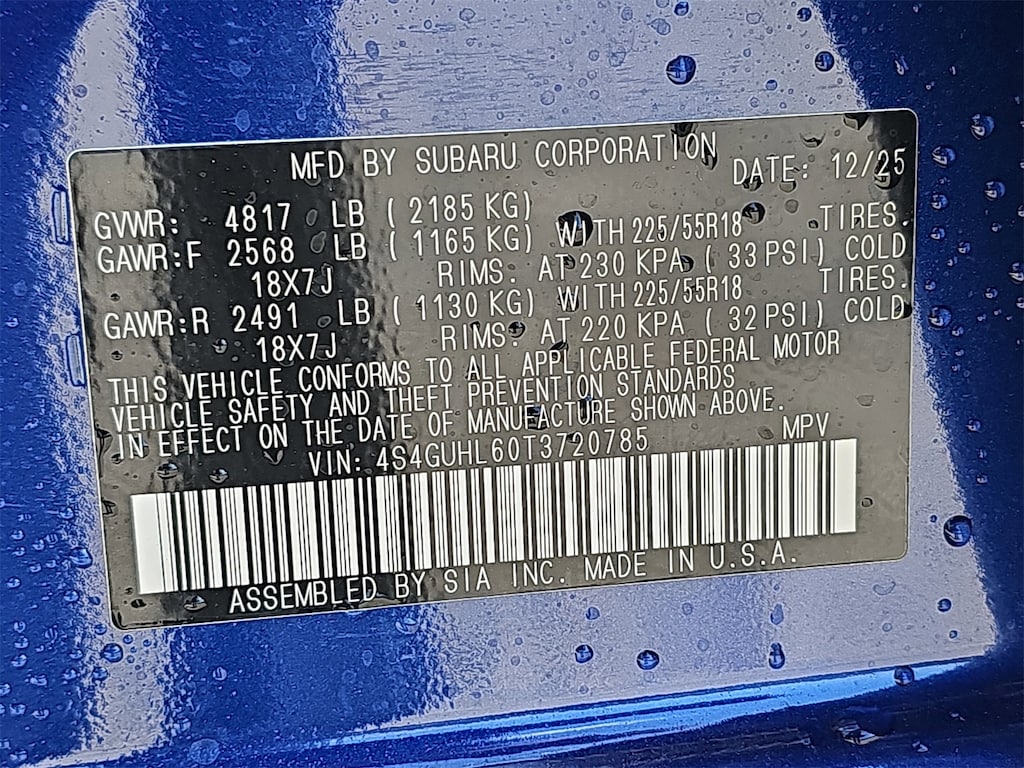 MFD BY SUBARU CORPORATION DATE: 12/25
GVWR: 4817 LB ( 2185 KG)
GAWR:F 2568 LB ( 1165 KG) WITH 225/55R18 TIRES.
18X7J RIMS. AT 230 KPA ( 33 PSI) COLD
GAWR:R 2491 LB ( 1130 KG) WITH 225/55R18 TIRES.
18X7J RIMS. AT 220 KPA ( 32 PSI) COLD
THIS VEHICLE CONFORMS TO ALL APPLICABLE FEDERAL MOTOR
VEHICLE SAFETY AND THEFT PREVENTION STANDARDS
IN EFFECT ON THE DATE OF MANUFACTURE SHOWN ABOVE.
VIN: 4S4GUHL60T3720785 MPV
ASSEMBLED BY SIA INC. MADE IN U.S.A.